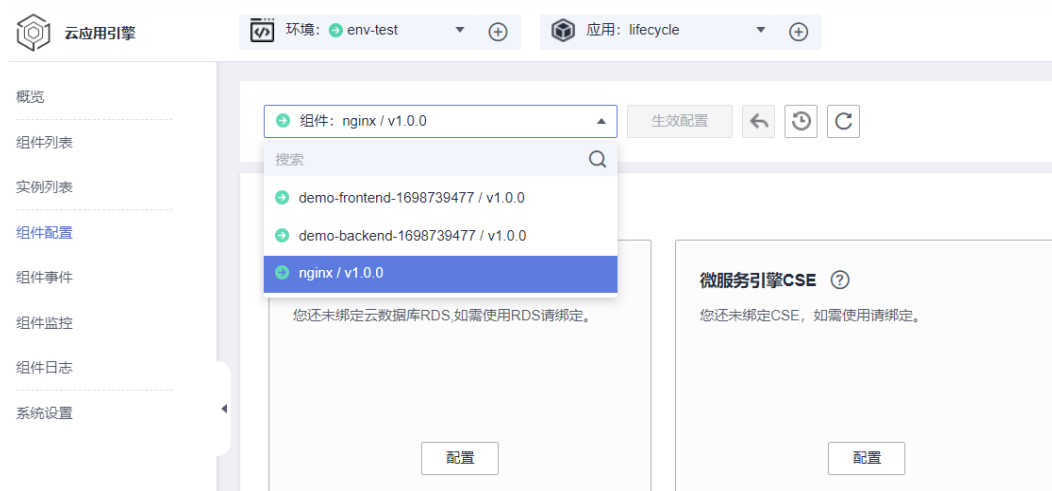 云应用引擎
环境：env-test
应用：lifecycle
概览
组件列表
实例列表
组件配置
组件事件
组件监控
组件日志
系统设置
组件：nginx / v1.0.0
生效配置
搜索
demo-frontend-1698739477 / v1.0.0
demo-backend-1698739477 / v1.0.0
nginx / v1.0.0
您还未绑定云数据库RDS,如需使用RDS请绑定。
配置
微服务引擎CSE
您还未绑定CSE，如需使用请绑定。
配置